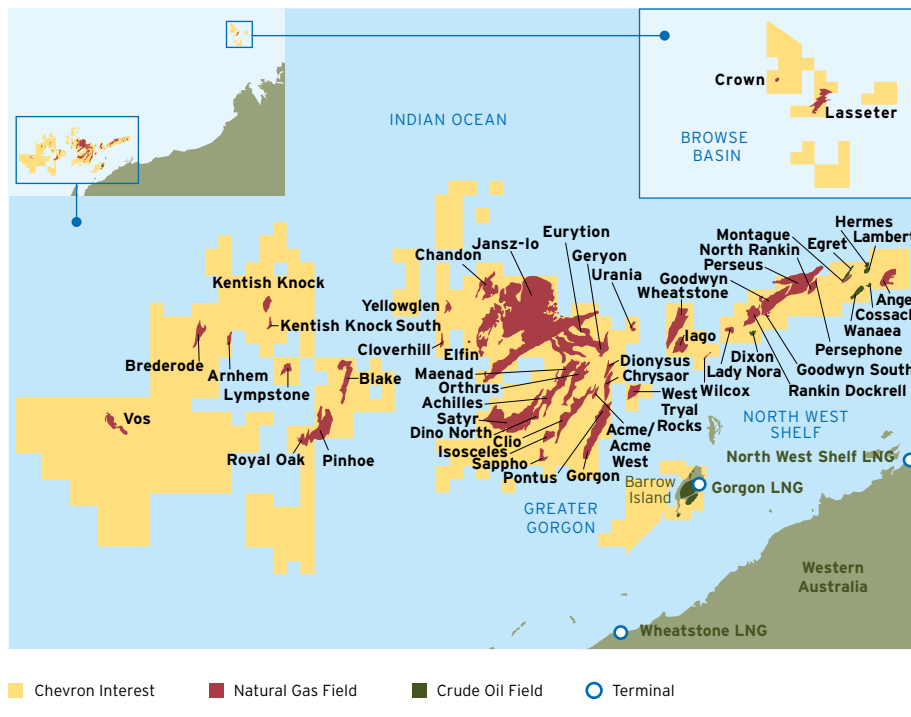 Crown
Lasseter
INDIAN OCEAN
BROWSE
BASIN
Hermes
Lambert
Montague
Egret
Eurytion
North Rankin
Jansz-Io
Perseus
Chandon
Geryon
Urania
Goodwyn
Wheatstone
Kentish Knock
Ange
Yellowglen
Cossack
Kentish Knock South
Wanaea
Iago
Cloverhill
Elfin
Persephone
Brederode
Dixon
Dionysus
Arnhem
Maenad
Goodwyn South
Lady Nora
Chrysaor
Blake
Orthrus
Lympstone
West
Tryal
Rocks
Wilcox
Rankin Dockrell
Achilles
Vos
Satyr
NORTH WEST
SHELF
Dino North
Acme/
Acme
West
Clio
Isosceles
Royal Oak
Pinhoe
North West Shelf LNG
Sappho
Pontus
Gorgon
Barrow
Island
Gorgon LNG
GREATER
GORGON
Western
Australia
Wheatstone LNG
Chevron Interest
Natural Gas Field
Crude Oil Field
Terminal